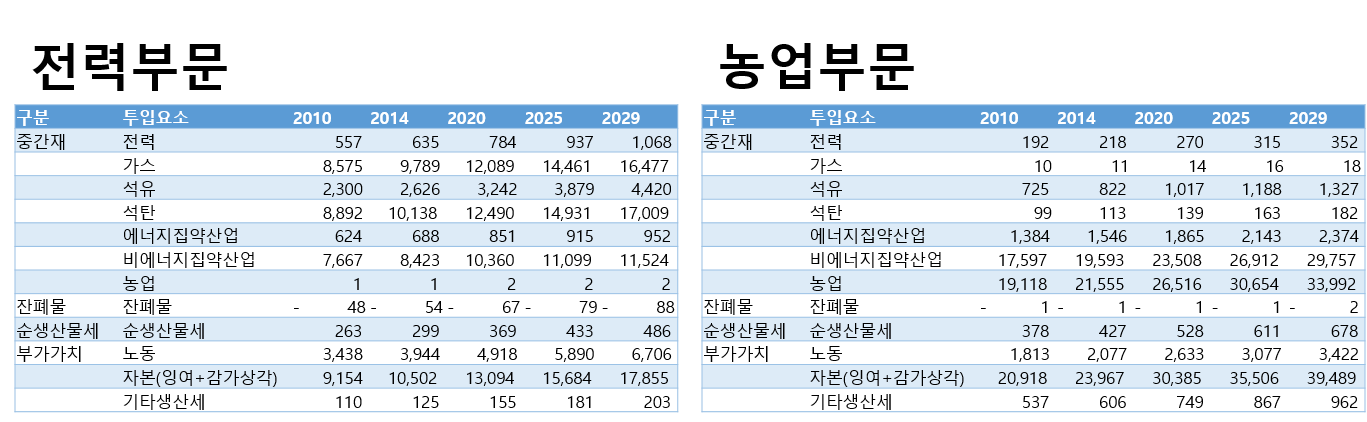 전력부문
구분 투입요소 2010 2014 2020 2025 2029
중간재 전력 557 635 784 937 1,068
가스 8,575 9,789 12,089 14,461 16,477
석유 2,300 2,626 3,242 3,879 4,420
석탄 8,892 10,138 12,490 14,931 17,009
에너지집약산업 624 688 851 915 952
비에너지집약산업 7,667 8,423 10,360 11,099 11,524
농업 1 1 2 2 2
잔폐물 잔폐물 - 48 - 54 - 67 - 79 - 88
순생산물세 순생산물세 263 299 369 433 486
부가가치 노동 3,438 3,944 4,918 5,890 6,706
자본(잉여+감가상각) 9,154 10,502 13,094 15,684 17,855
기타생산세 110 125 155 181 203
농업부문
구분 투입요소 2010 2014 2020 2025 2029
중간재 전력 192 218 270 315 352
가스 10 11 14 16 18
석유 725 822 1,017 1,188 1,327
석탄 99 113 139 163 182
에너지집약산업 1,384 1,546 1,865 2,143 2,374
비에너지집약산업 17,597 19,593 23,508 26,912 29,757
농업 19,118 21,555 26,516 30,654 33,992
잔폐물 잔폐물 - 1 - 1 - 1 - 1 - 2
순생산물세 순생산물세 378 427 528 611 678
부가가치 노동 1,813 2,077 2,633 3,077 3,422
자본(잉여+감가상각) 20,918 23,967 30,385 35,506 39,489
기타생산세 537 606 749 867 962